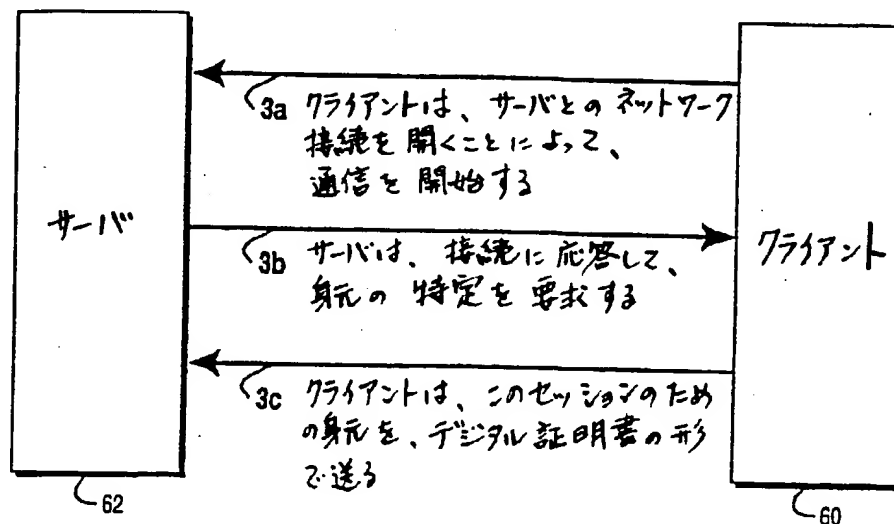 3a クライアントは、サーバとのネットワーク
接続を開くことによって、
通信を開始する
サーバ
クライアント
3b サーバは、接続に応答して、
身元の特定を要求する
3c クライアントは、このセッションのため
の身元を、デジタル証明書の形
で送る
62
60